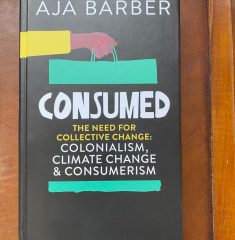 AJA BARBER
CONSUMED
THE NEED FOR
COLLECTIVE CHANGE:
COLONIALISM,
CLIMATE CHANGE
& CONSUMERISM